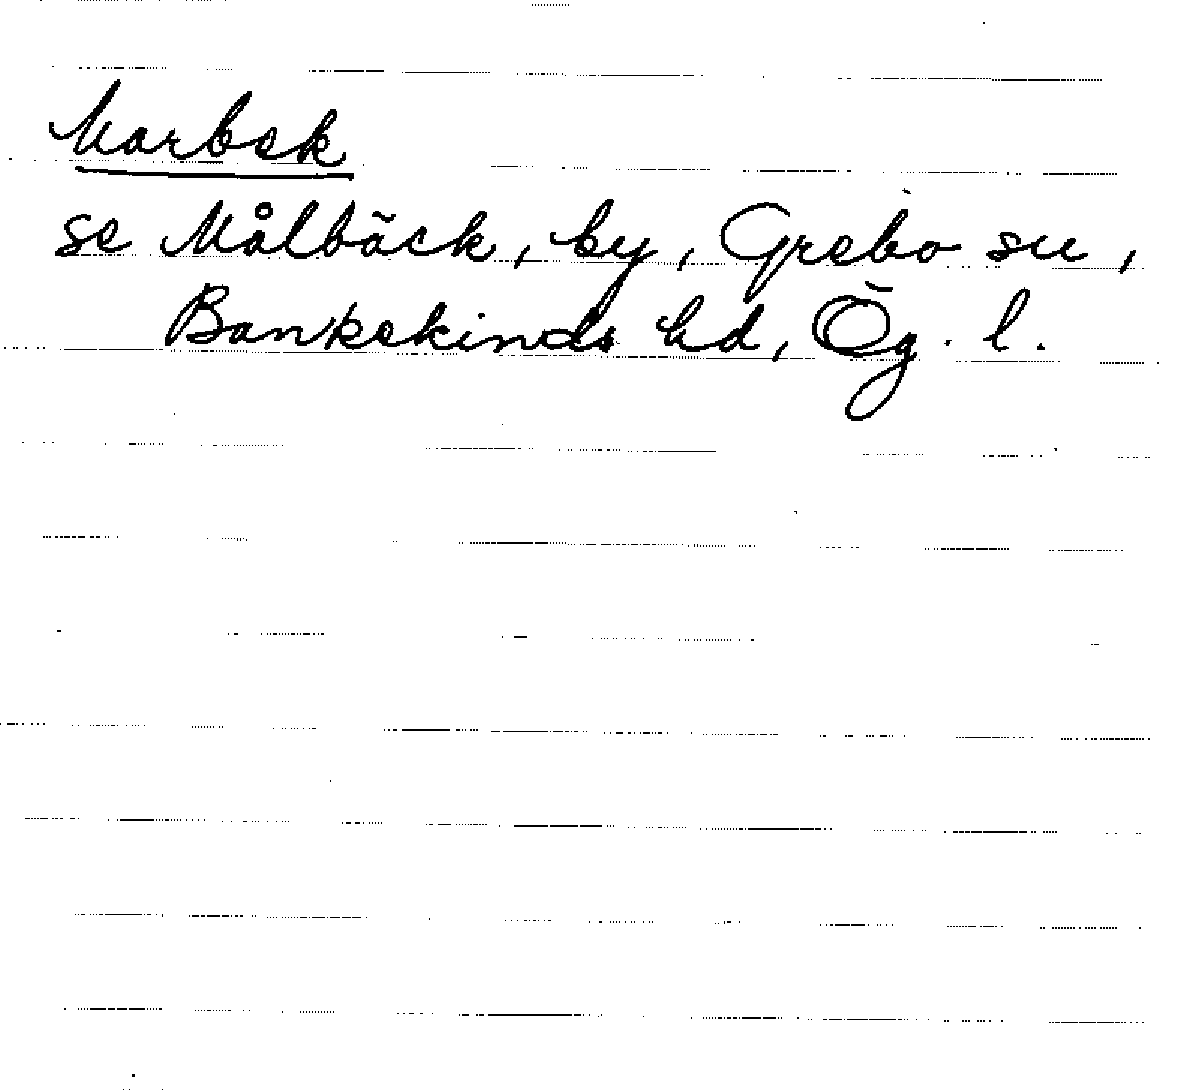 Marbek
se Målbäck, by, Grebo sn,
Bankekinds hd, Ög. l.